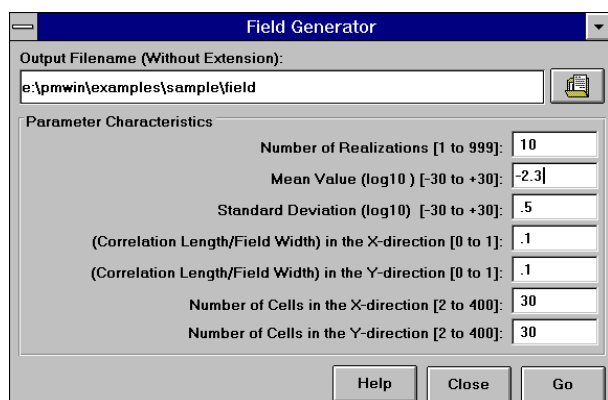 Field Generator
Output Filename (Without Extension):
e:\pmwin\examples\sample\field
Parameter Characteristics
Number of Realizations [1 to 999]: 10
Mean Value (log10 ) [-30 to +30]: -2.3
Standard Deviation (log10) [-30 to +30]: .5
(Correlation Length/Field Width) in the X-direction [0 to 1]: .1
(Correlation Length/Field Width) in the Y-direction [0 to 1]: .1
Number of Cells in the X-direction [2 to 400]: 30
Number of Cells in the Y-direction [2 to 400]: 30
Help Close Go